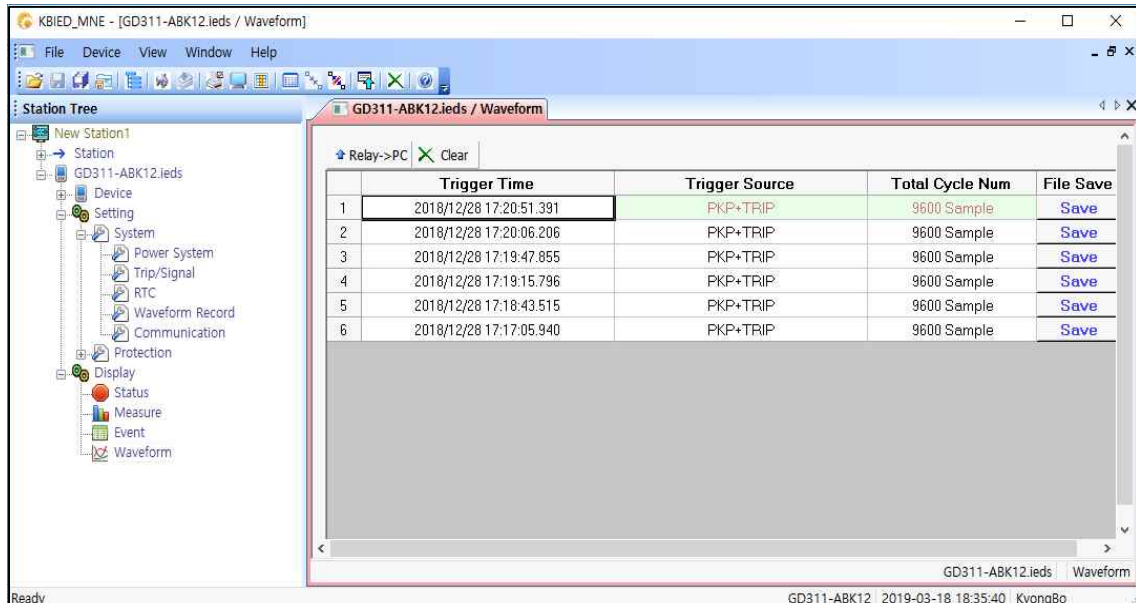 KBIED_MNE - [GD311-ABK12.ieds / Waveform]
File Device View Window Help
Station Tree
New Station1
Station
GD311-ABK12.ieds
Device
Setting
System
Power System
Trip/Signal
RTC
Waveform Record
Communication
Protection
Display
Status
Measure
Event
Waveform
GD311-ABK12.ieds / Waveform
Relay->PC Clear
Trigger Time Trigger Source Total Cycle Num File Save
1 2018/12/28 17:20:51.391 PKP+TRIP 9600 Sample Save
2 2018/12/28 17:20:06.206 PKP+TRIP 9600 Sample Save
3 2018/12/28 17:19:47.855 PKP+TRIP 9600 Sample Save
4 2018/12/28 17:19:15.796 PKP+TRIP 9600 Sample Save
5 2018/12/28 17:18:43.515 PKP+TRIP 9600 Sample Save
6 2018/12/28 17:17:05.940 PKP+TRIP 9600 Sample Save
GD311-ABK12.ieds Waveform
Ready GD311-ABK12 2019-03-18 18:35:40 KyongBo